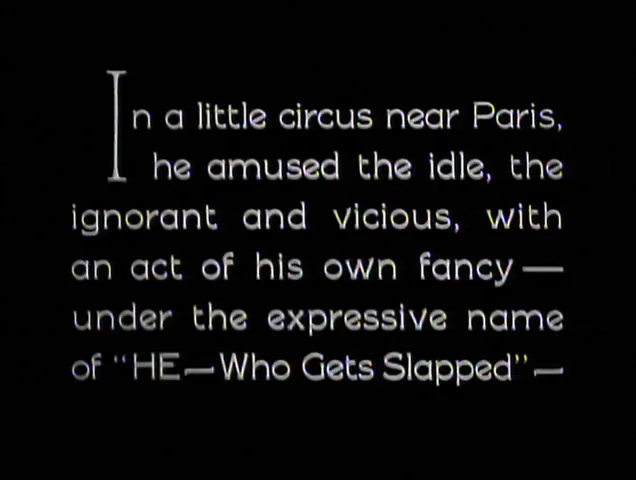 In a little circus near Paris,
he amused the idle, the
ignorant and vicious, with
an act of his own fancy—
under the expressive name
of "HE—Who Gets Slapped"—